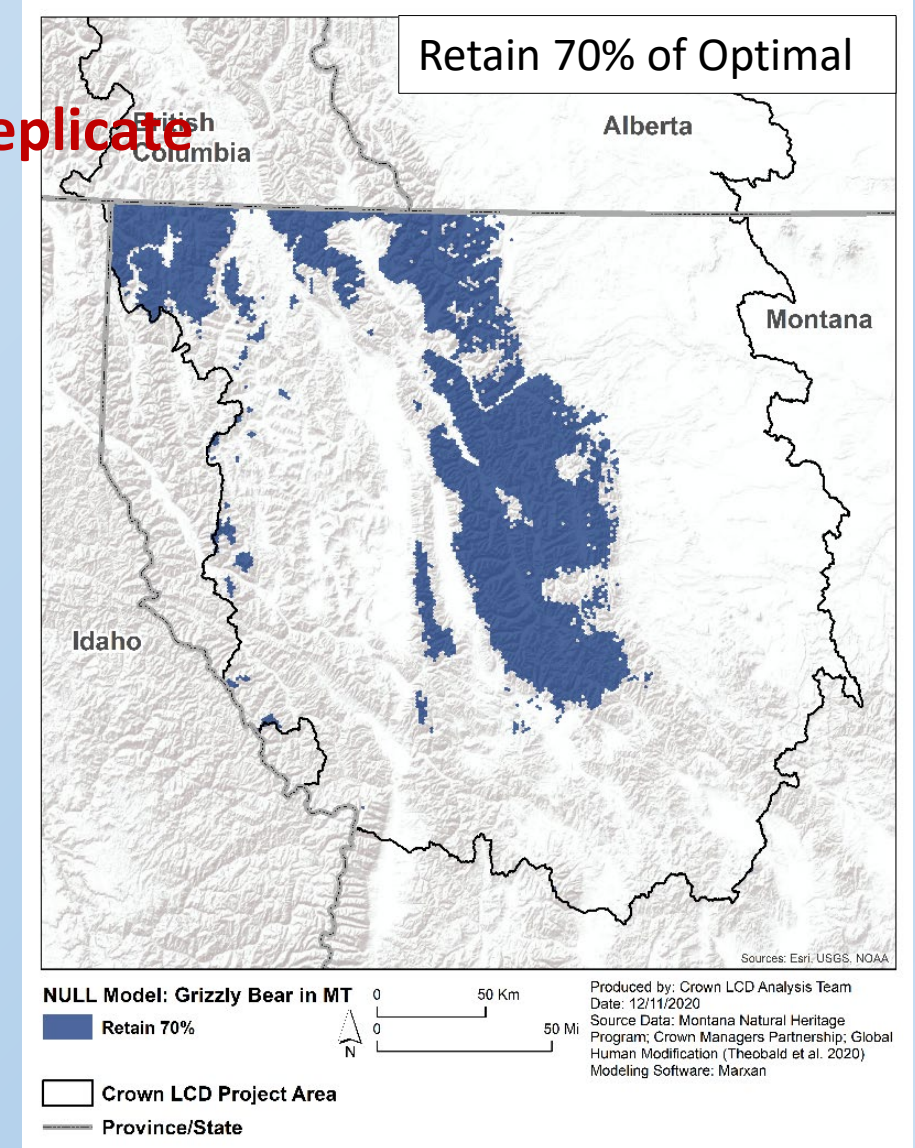 Retain 70% of Optimal
eplicate
British
Columbia
Alberta
Montana
Idaho
Sources: Esri, USGS, NOAA
NULL Model: Grizzly Bear in MT
Retain 70%
Crown LCD Project Area
Province/State
N
0 50 Km
0 50 Mi
Produced by: Crown LCD Analysis Team
Date: 12/11/2020
Source Data: Montana Natural Heritage
Program; Crown Managers Partnership; Global
Human Modification (Theobald et al. 2020)
Modeling Software: Marxan